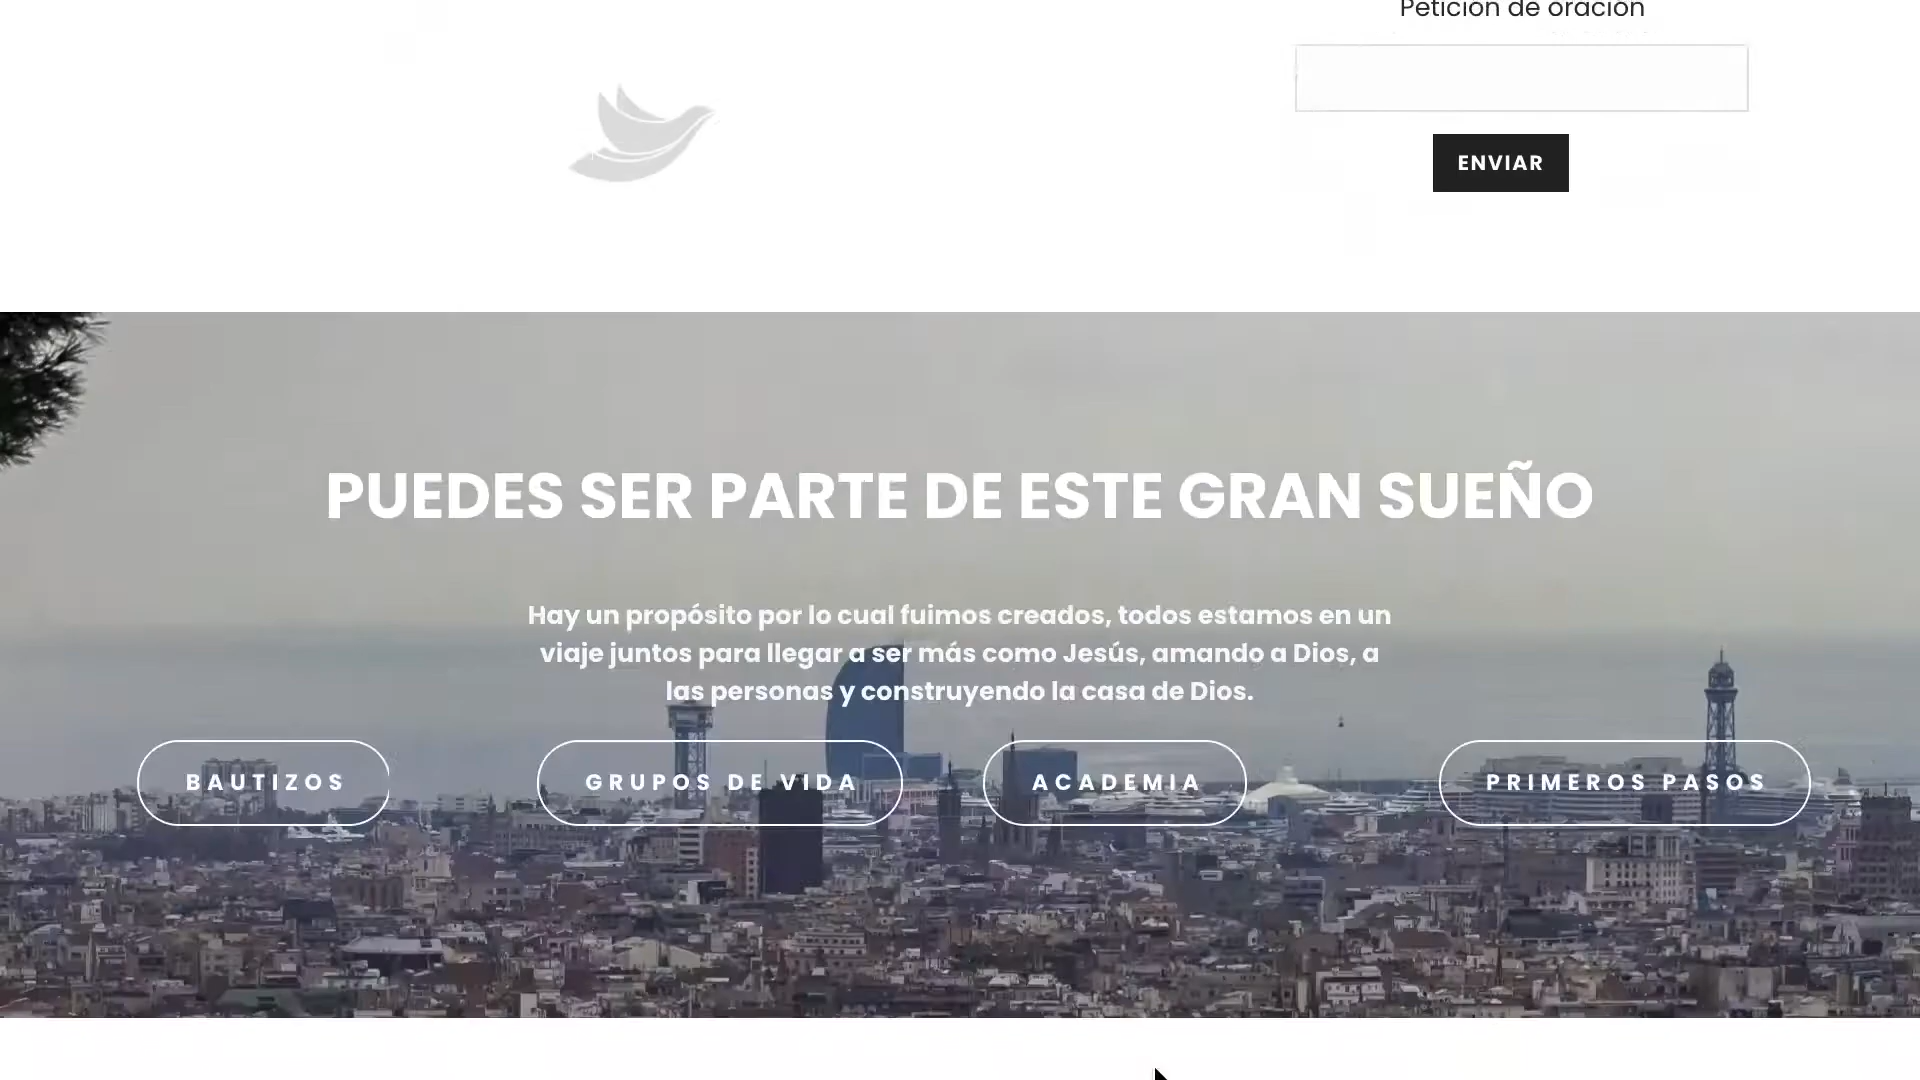 Petición de oración
ENVIAR
PUEDES SER PARTE DE ESTE GRAN SUEÑO
Hay un propósito por lo cual fuimos creados, todos estamos en un
viaje juntos para llegar a ser más como Jesús, amando a Dios, a
las personas y construyendo la casa de Dios.
BAUTIZOS
GRUPOS DE VIDA
ACADEMIA
PRIMEROS PASOS